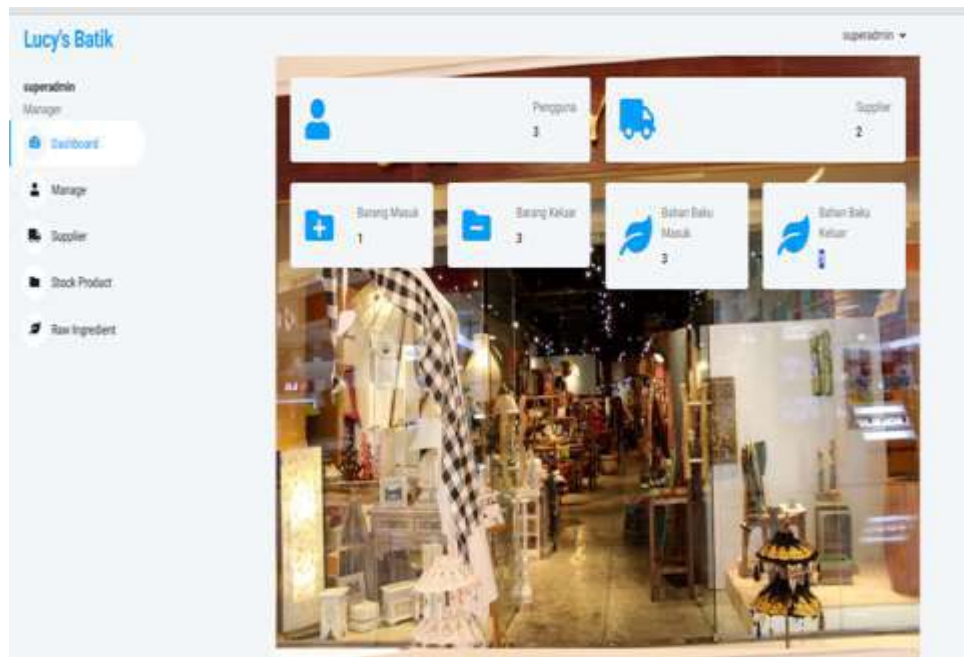 Lucy's Batik
superadmin
superadmin
Manager
Dashboard
Manage
Supplier
Stock Product
Raw Ingredient
Pengguna
3
Supplier
2
Barang Masuk
1
Barang Keluar
3
Bahan Baku
Masuk
3
Bahan Baku
Keluar